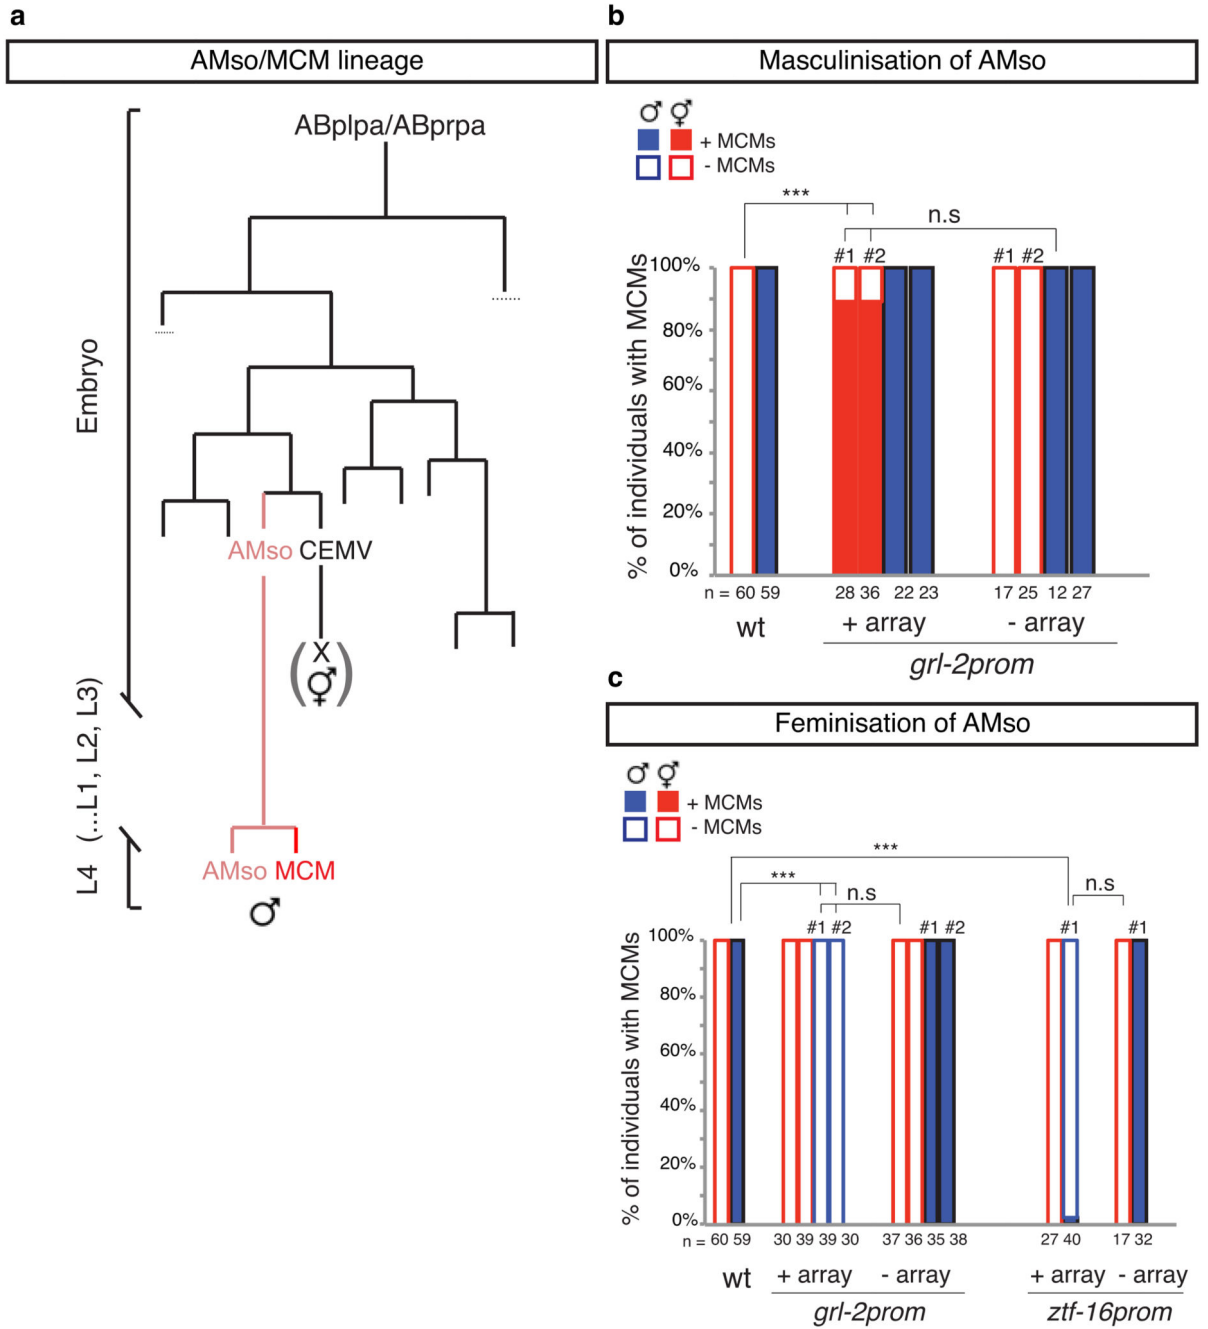 a
AMso/MCM lineage
ABplpa/ABprpa
Embryo
AMso CEMV
X
(...L1, L2, L3)
L4
AMso MCM
b
Masculinisation of AMso
♂ ⚥
+ MCMs
- MCMs
***
n.s
#1 #2 #1 #2
% of individuals with MCMs
100%
80%
60%
40%
20%
0%
n = 60 59 28 36 22 23 17 25 12 27
wt + array - array
grl-2prom
c
Feminisation of AMso
♂ ⚥
+ MCMs
- MCMs
***
*** n.s n.s
#1 #2 #1 #2 #1 #1
% of individuals with MCMs
100%
80%
60%
40%
20%
0%
n = 60 59 30 39 39 30 37 36 35 38 27 40 17 32
wt + array - array + array - array
grl-2prom ztf-16prom